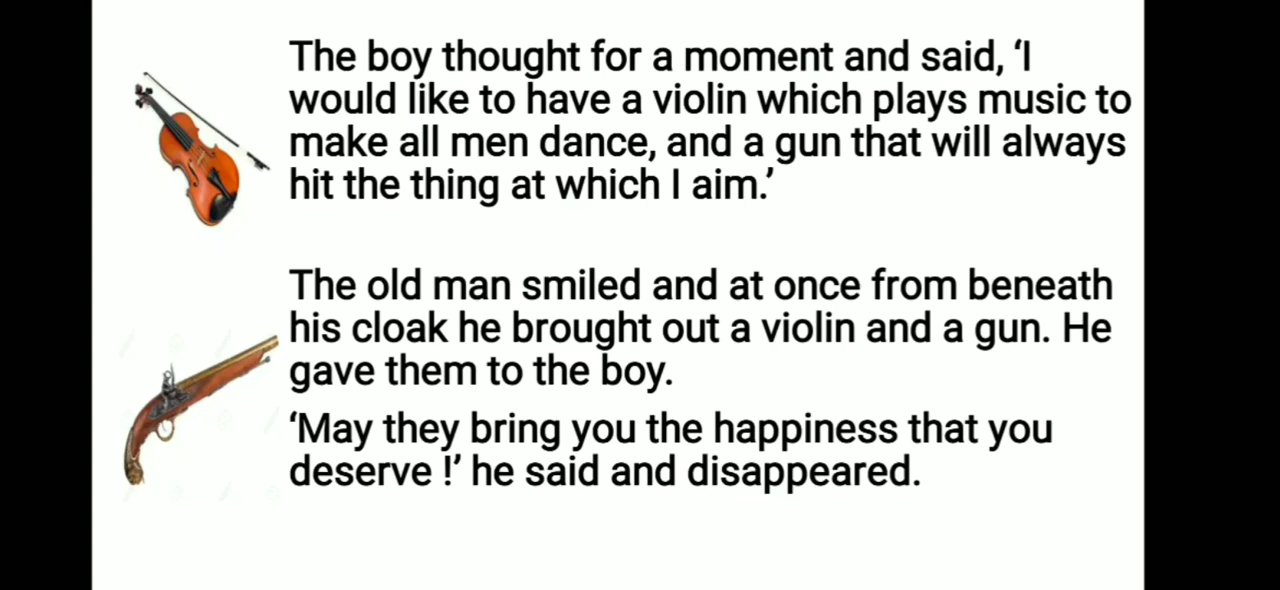 The boy thought for a moment and said, ‘I
would like to have a violin which plays music to
make all men dance, and a gun that will always
hit the thing at which I aim.’
The old man smiled and at once from beneath
his cloak he brought out a violin and a gun. He
gave them to the boy.
‘May they bring you the happiness that you
deserve !’ he said and disappeared.